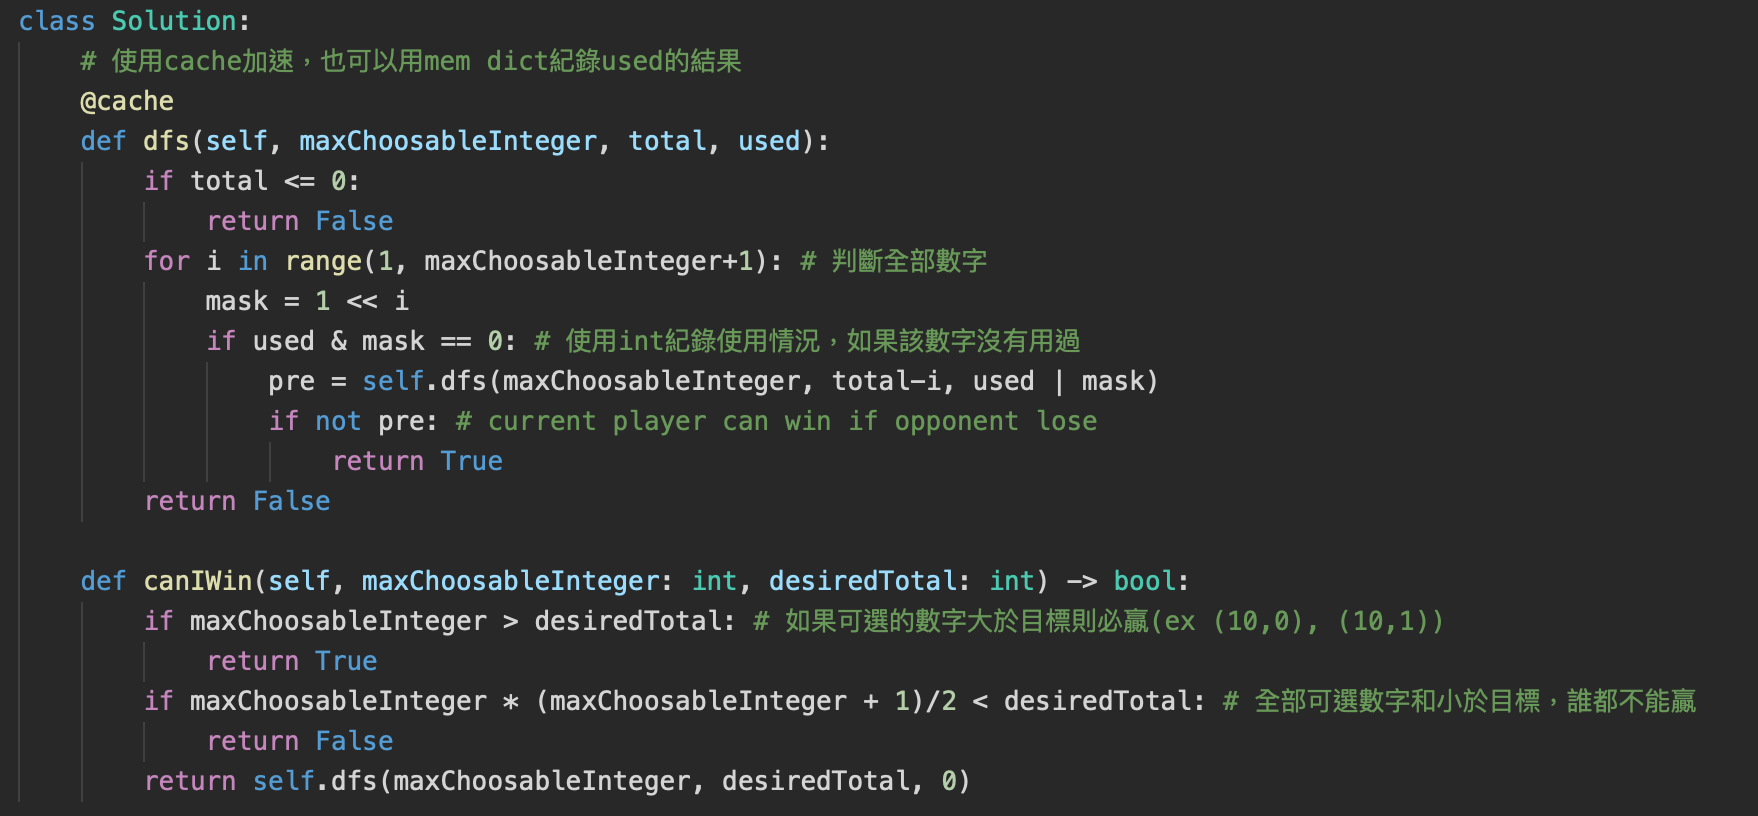 class Solution:
    # 使用cache加速，也可以用mem dict紀錄used的結果
    @cache
    def dfs(self, maxChoosableInteger, total, used):
        if total <= 0:
            return False
        for i in range(1, maxChoosableInteger+1): # 判斷全部數字
            mask = 1 << i
            if used & mask == 0: # 使用int紀錄使用情況，如果該數字沒有用過
                pre = self.dfs(maxChoosableInteger, total-i, used | mask)
                if not pre: # current player can win if opponent lose
                    return True
        return False

    def canIWin(self, maxChoosableInteger: int, desiredTotal: int) -> bool:
        if maxChoosableInteger > desiredTotal: # 如果可選的數字大於目標則必贏(ex (10,0), (10,1))
            return True
        if maxChoosableInteger * (maxChoosableInteger + 1)/2 < desiredTotal: # 全部可選數字和小於目標，誰都不能贏
            return False
        return self.dfs(maxChoosableInteger, desiredTotal, 0)